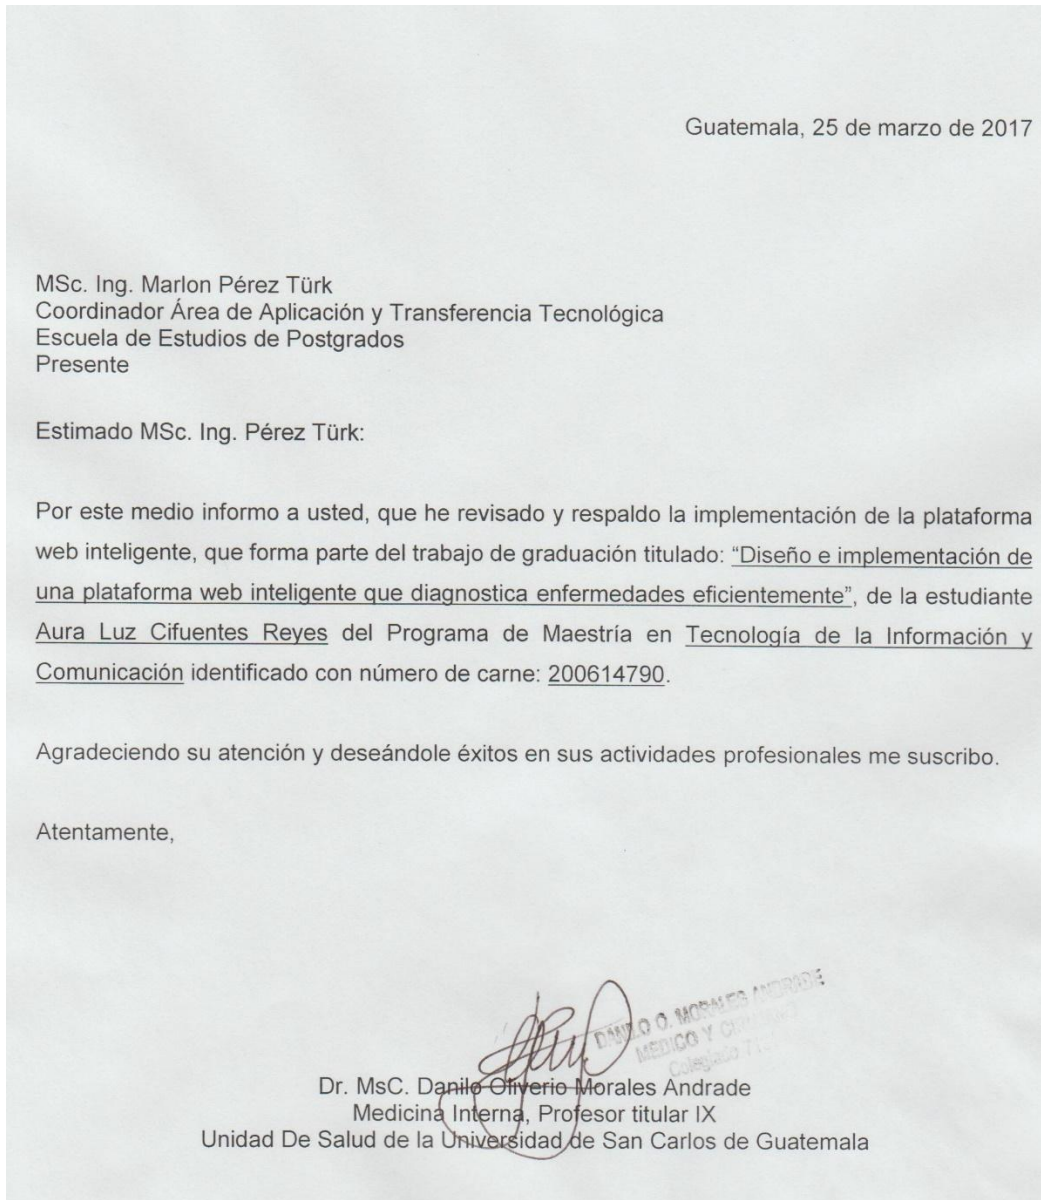 Guatemala, 25 de marzo de 2017
MSc. Ing. Marlon Pérez Türk
Coordinador Área de Aplicación y Transferencia Tecnológica
Escuela de Estudios de Postgrados
Presente
Estimado MSc. Ing. Pérez Türk:
Por este medio informo a usted, que he revisado y respaldo la implementación de la plataforma
web inteligente, que forma parte del trabajo de graduación titulado: “Diseño e implementación de
una plataforma web inteligente que diagnostica enfermedades eficientemente”, de la estudiante
Aura Luz Cifuentes Reyes del Programa de Maestría en Tecnología de la Información y
Comunicación identificado con número de carne: 200614790.
Agradeciendo su atención y deseándole éxitos en sus actividades profesionales me suscribo.
Atentamente,
DANILO O. MORALES ANDRADE
MEDICO Y
Colegiado
Dr. MsC. Danilo Oliverio Morales Andrade
Medicina Interna, Profesor titular IX
Unidad De Salud de la Universidad de San Carlos de Guatemala